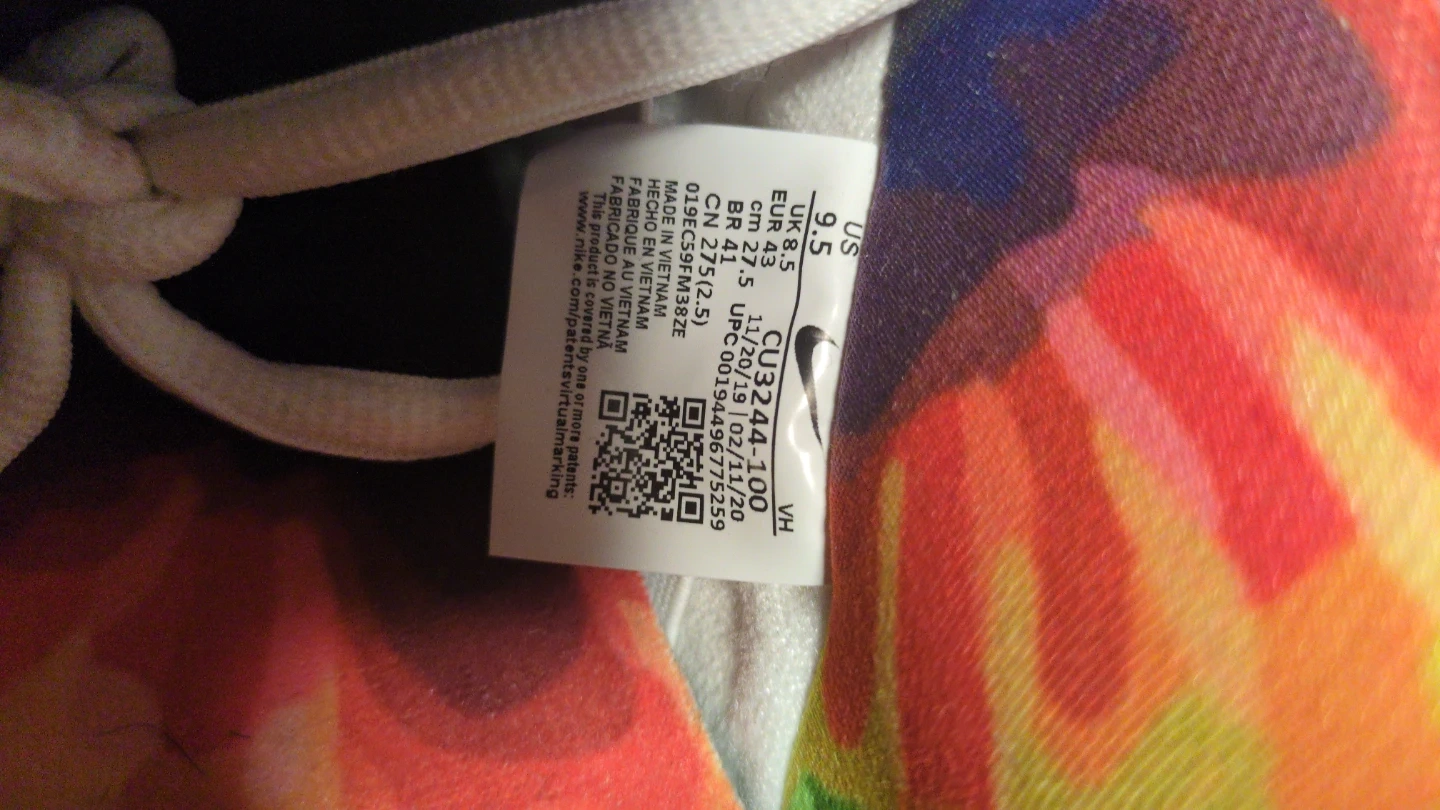 US
9.5
UK 8.5
EUR 43
cm 27.5
BR 41
CN 275(2.5)
VH
CU3244-100
11/20/19 | 02/11/20
UPC 00194496775259
019EC59FM38ZE
MADE IN VIETNAM
HECHO EN VIETNAM
FABRIQUE AU VIETNAM
FABRICADO NO VIETNÃ
This product is covered by one or more patents:
www.nike.com/patentsvirtualmarking